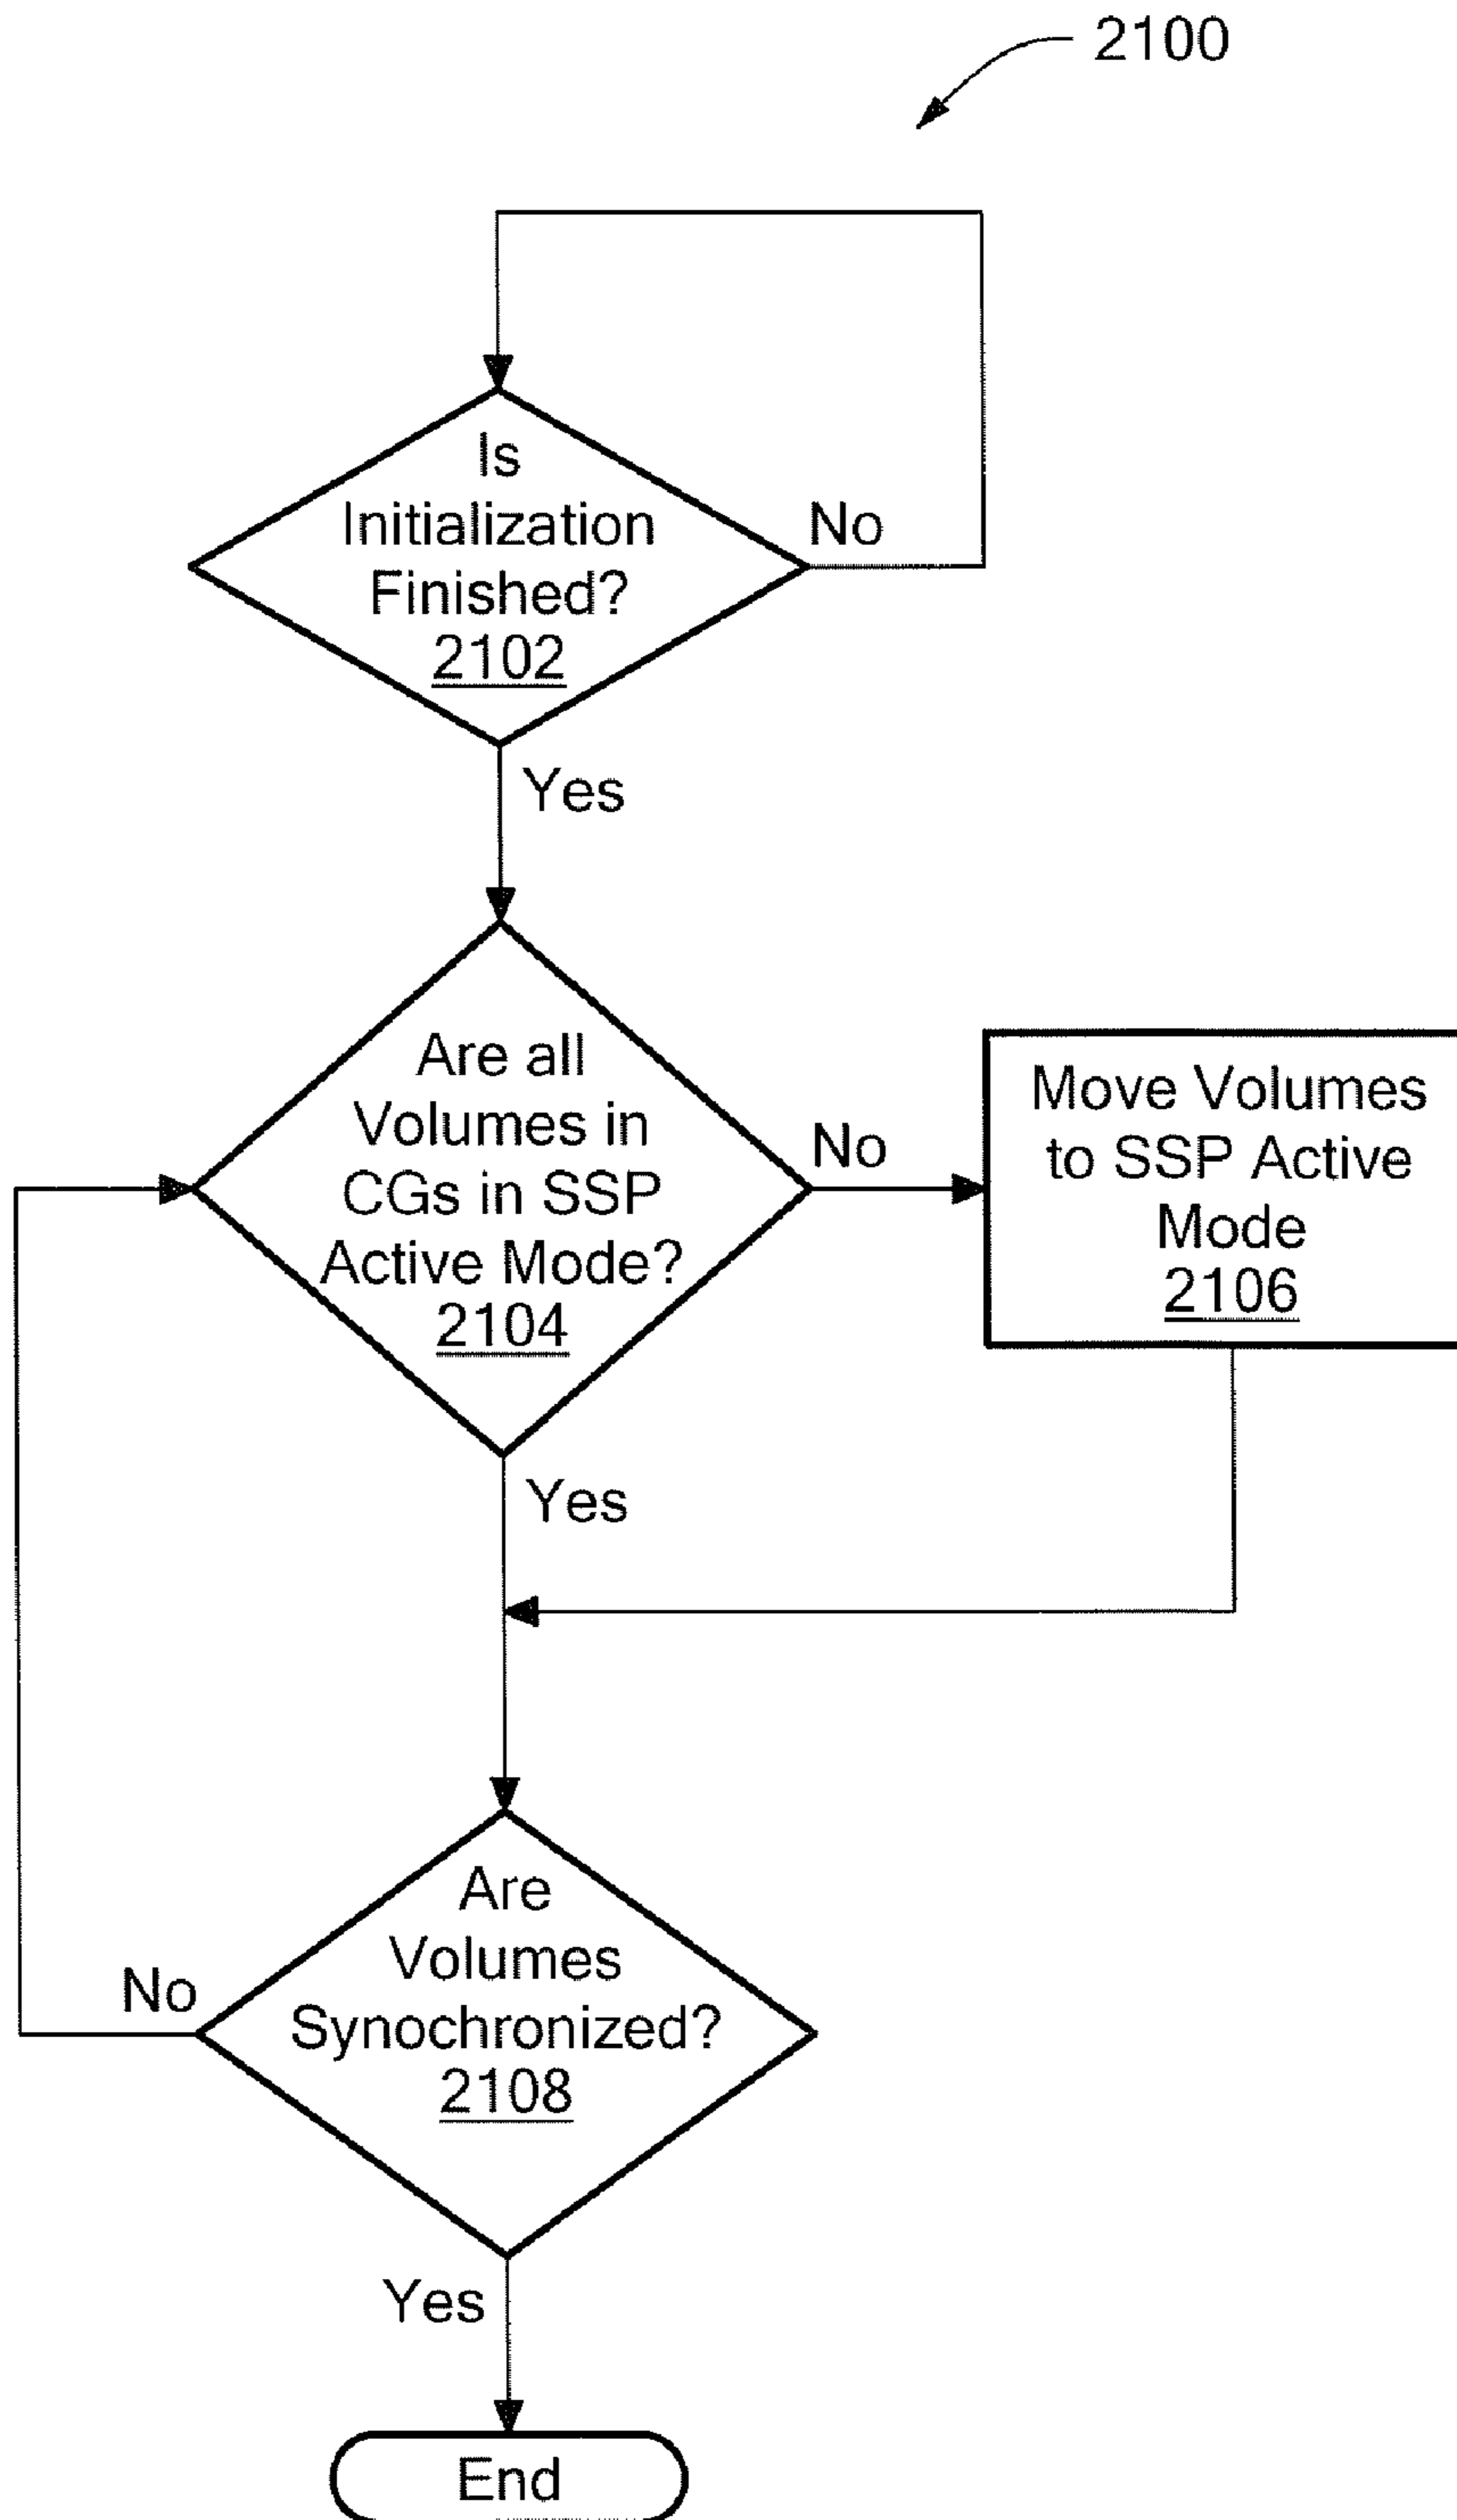 2100
Is
Initialization
Finished?
2102
No
Yes
Are all
Volumes in
CGs in SSP
Active Mode?
2104
No
Move Volumes
to SSP Active
Mode
2106
Yes
Are
Volumes
Synochronized?
2108
No
Yes
End